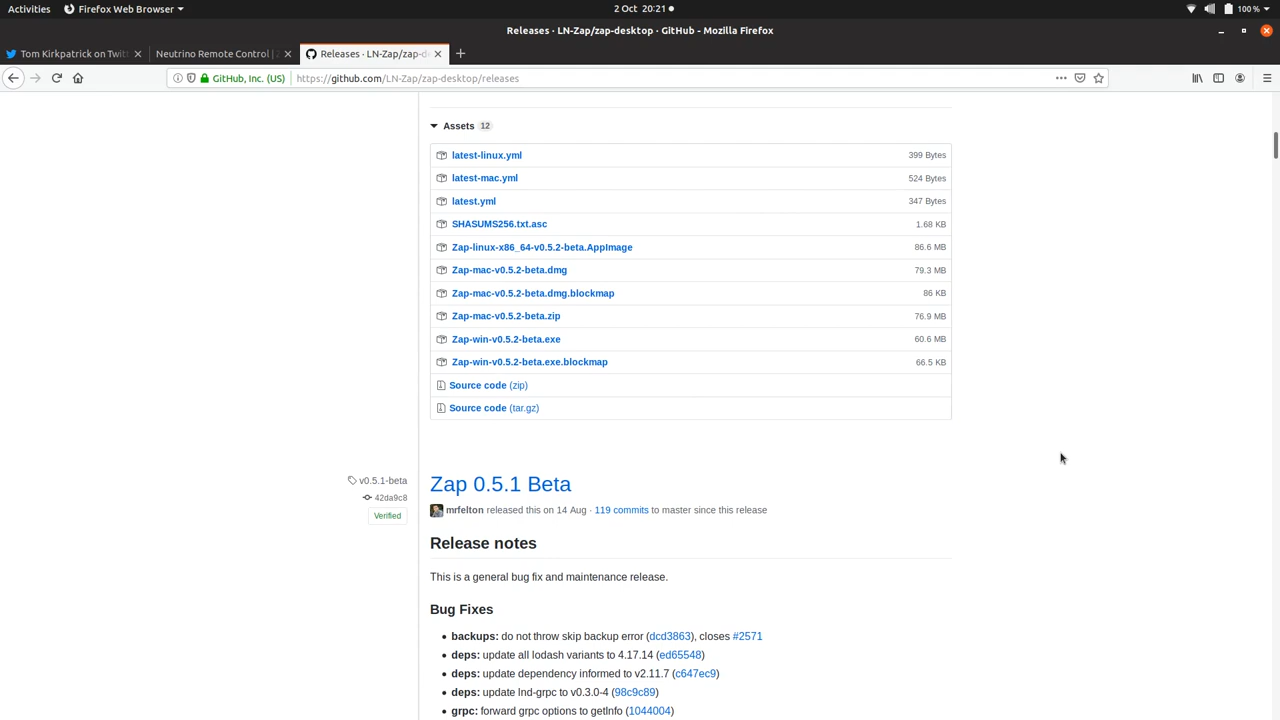 Activities Firefox Web Browser 2 Oct 20:21 100 %
Releases · LN-Zap/zap-desktop · GitHub - Mozilla Firefox
Tom Kirkpatrick on Twitt Neutrino Remote Control | Releases · LN-Zap/zap-d
GitHub, Inc. (US) https://github.com/LN-Zap/zap-desktop/releases
Assets 12
latest-linux.yml 399 Bytes
latest-mac.yml 524 Bytes
latest.yml 347 Bytes
SHASUMS256.txt.asc 1.68 KB
Zap-linux-x86_64-v0.5.2-beta.AppImage 86.6 MB
Zap-mac-v0.5.2-beta.dmg 79.3 MB
Zap-mac-v0.5.2-beta.dmg.blockmap 86 KB
Zap-mac-v0.5.2-beta.zip 76.9 MB
Zap-win-v0.5.2-beta.exe 60.6 MB
Zap-win-v0.5.2-beta.exe.blockmap 66.5 KB
Source code (zip)
Source code (tar.gz)
v0.5.1-beta
42da9c8
Verified
Zap 0.5.1 Beta
mrfelton released this on 14 Aug · 119 commits to master since this release
Release notes
This is a general bug fix and maintenance release.
Bug Fixes
• backups: do not throw skip backup error (dcd3863), closes #2571
• deps: update all lodash variants to 4.17.14 (ed65548)
• deps: update dependency informed to v2.11.7 (c647ec9)
• deps: update lnd-grpc to v0.3.0-4 (98c9c89)
• grpc: forward grpc options to getInfo (1044004)